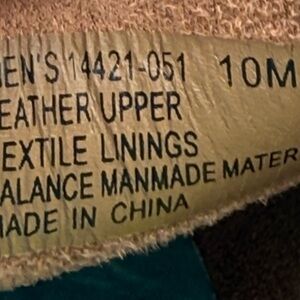 EN'S 14421-051 10M
EATHER UPPER
EXTILE LININGS
ALANCE MANMADE MATER
ADE IN CHINA